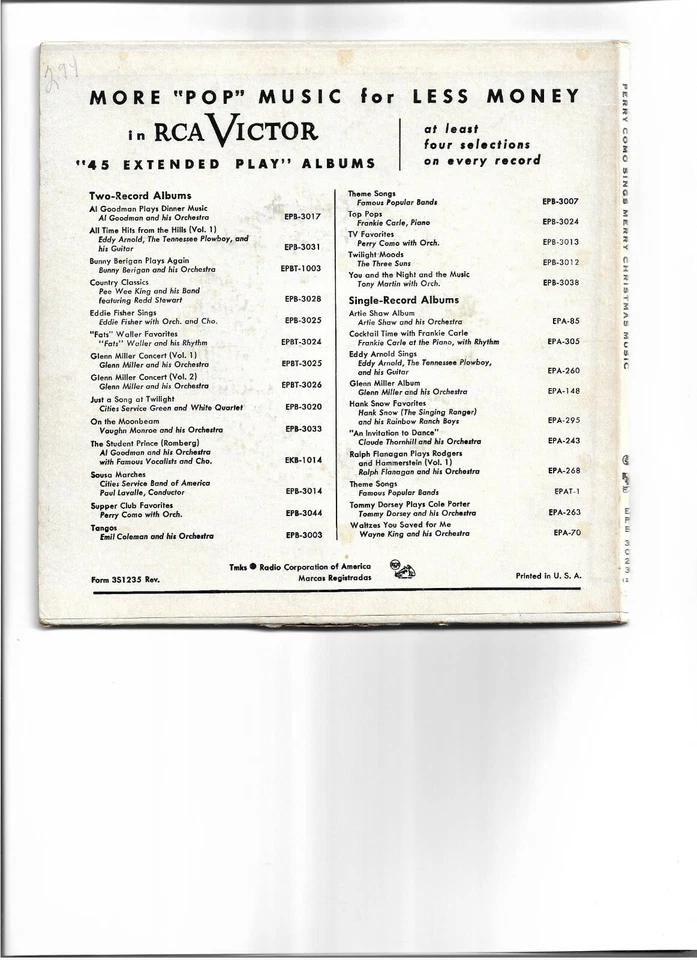 294
MORE "POP" MUSIC for LESS MONEY
in RCA VICTOR
"45 EXTENDED PLAY" ALBUMS
at least
four selections
on every record
Two-Record Albums
Al Goodman Plays Dinner Music
Al Goodman and his Orchestra EPB-3017
All Time Hits from the Hills (Vol. 1)
Eddy Arnold, The Tennessee Plowboy, and
his Guitar EPB-3031
Bunny Berigan Plays Again
Bunny Berigan and his Orchestra EPBT-1003
Country Classics
Pee Wee King and his Band
featuring Redd Stewart EPB-3028
Eddie Fisher Sings
Eddie Fisher with Orch. and Cho. EPB-3025
"Fats" Waller Favorites
"Fats" Waller and his Rhythm EPBT-3024
Glenn Miller Concert (Vol. 1)
Glenn Miller and his Orchestra EPBT-3025
Glenn Miller Concert (Vol. 2)
Glenn Miller and his Orchestra EPBT-3026
Just a Song at Twilight
Cities Service Green and White Quartet EPB-3020
On the Moonbeam
Vaughn Monroe and his Orchestra EPB-3033
The Student Prince (Romberg)
Al Goodman and his Orchestra
with Famous Vocalists and Cho. EKB-1014
Sousa Marches
Cities Service Band of America
Paul Lavalle, Conductor EPB-3014
Supper Club Favorites
Perry Como with Orch. EPB-3044
Tangos
Emil Coleman and his Orchestra EPB-3003
Theme Songs
Famous Popular Bands EPB-3007
Top Pops
Frankie Carle, Piano EPB-3024
TV Favorites
Perry Como with Orch. EPB-3013
Twilight Moods
The Three Suns EPB-3012
You and the Night and the Music
Tony Martin with Orch. EPB-3038
Single-Record Albums
Artie Shaw Album
Artie Shaw and his Orchestra EPA-85
Cocktail Time with Frankie Carle
Frankie Carle at the Piano, with Rhythm EPA-305
Eddy Arnold Sings
Eddy Arnold, The Tennessee Plowboy,
and his Guitar EPA-260
Glenn Miller Album
Glenn Miller and his Orchestra EPA-148
Hank Snow Favorites
Hank Snow (The Singing Ranger)
and his Rainbow Ranch Boys EPA-295
"An Invitation to Dance"
Claude Thornhill and his Orchestra EPA-243
Ralph Flanagan Plays Rodgers
and Hammerstein (Vol. 1)
Ralph Flanagan and his Orchestra EPA-268
Theme Songs
Famous Popular Bands EPAT-1
Tommy Dorsey Plays Cole Porter
Tommy Dorsey and his Orchestra EPA-263
Waltzes You Saved for Me
Wayne King and his Orchestra EPA-70
Tmks ● Radio Corporation of America
Marcas Registradas
Form 351235 Rev.
Printed in U. S. A.
PERRY COMO SINGS MERRY CHRISTMAS MUSIC
EPB 3023